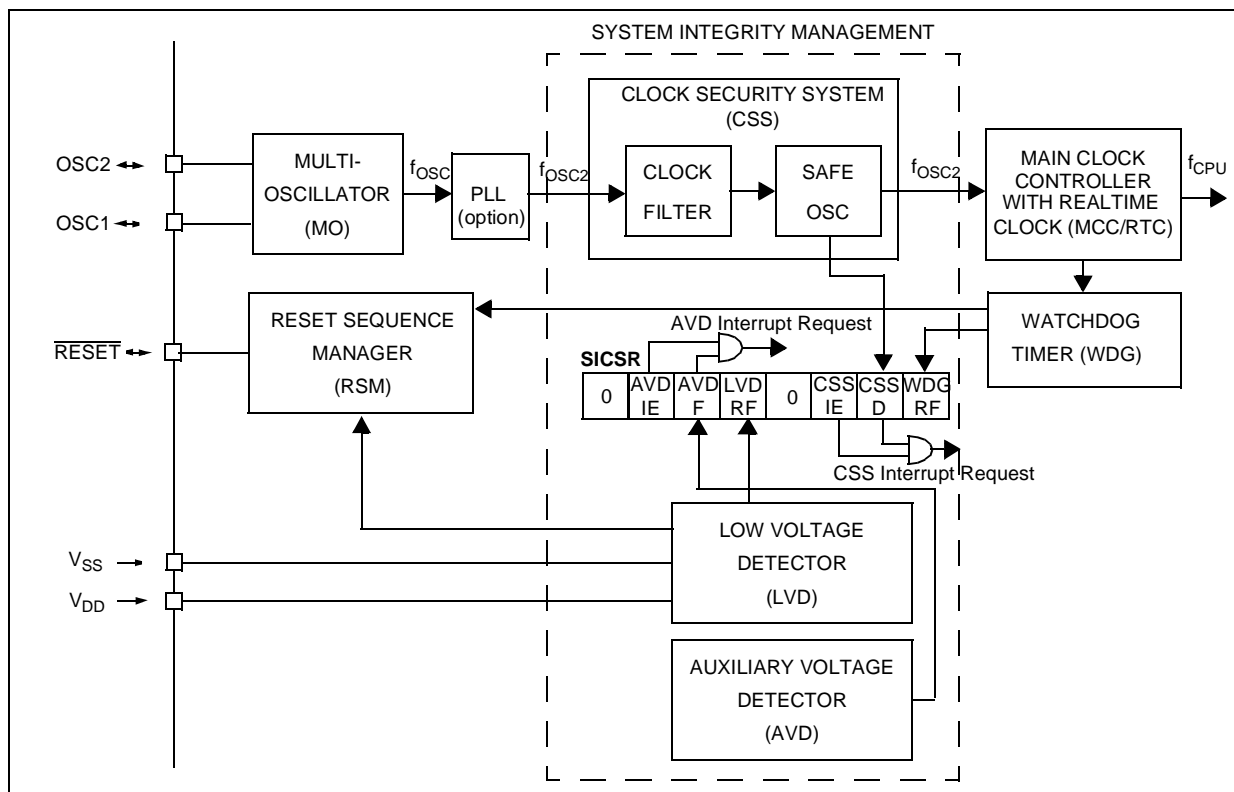 SYSTEM INTEGRITY MANAGEMENT
CLOCK SECURITY SYSTEM
(CSS)
OSC2
OSC1
MULTI-
OSCILLATOR
(MO)
fOSC
PLL
(option)
fOSC2
CLOCK
FILTER
SAFE
OSC
fOSC2
MAIN CLOCK
CONTROLLER
WITH REALTIME
CLOCK (MCC/RTC)
fCPU
RESET
RESET SEQUENCE
MANAGER
(RSM)
AVD Interrupt Request
WATCHDOG
TIMER (WDG)
SICSR
0
AVD
IE
AVD
F
LVD
RF
0
CSS
IE
CSS
D
WDG
RF
CSS Interrupt Request
VSS
VDD
LOW VOLTAGE
DETECTOR
(LVD)
AUXILIARY VOLTAGE
DETECTOR
(AVD)